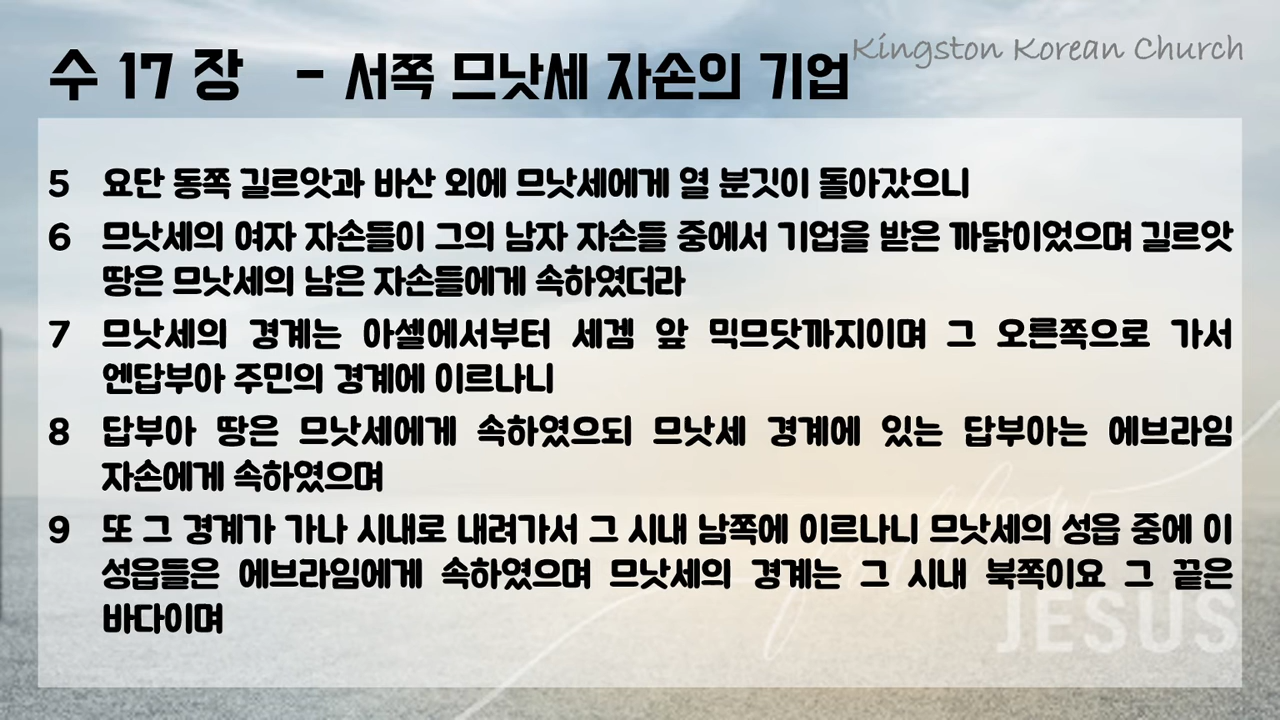 Kingston Korean Church
수 17 장 - 서쪽 므낫세 자손의 기업
5 요단 동쪽 길르앗과 바산 외에 므낫세에게 열 분깃이 돌아갔으니
6 므낫세의 여자 자손들이 그의 남자 자손들 중에서 기업을 받은 까닭이었으며 길르앗
땅은 므낫세의 남은 자손들에게 속하였더라
7 므낫세의 경계는 아셀에서부터 세겜 앞 믹므닷까지이며 그 오른쪽으로 가서
엔답부아 주민의 경계에 이르나니
8 답부아 땅은 므낫세에게 속하였으되 므낫세 경계에 있는 답부아는 에브라임
자손에게 속하였으며
9 또 그 경계가 가나 시내로 내려가서 그 시내 남쪽에 이르나니 므낫세의 성읍 중에 이
성읍들은 에브라임에게 속하였으며 므낫세의 경계는 그 시내 북쪽이요 그 끝은
바다이며
JESUS